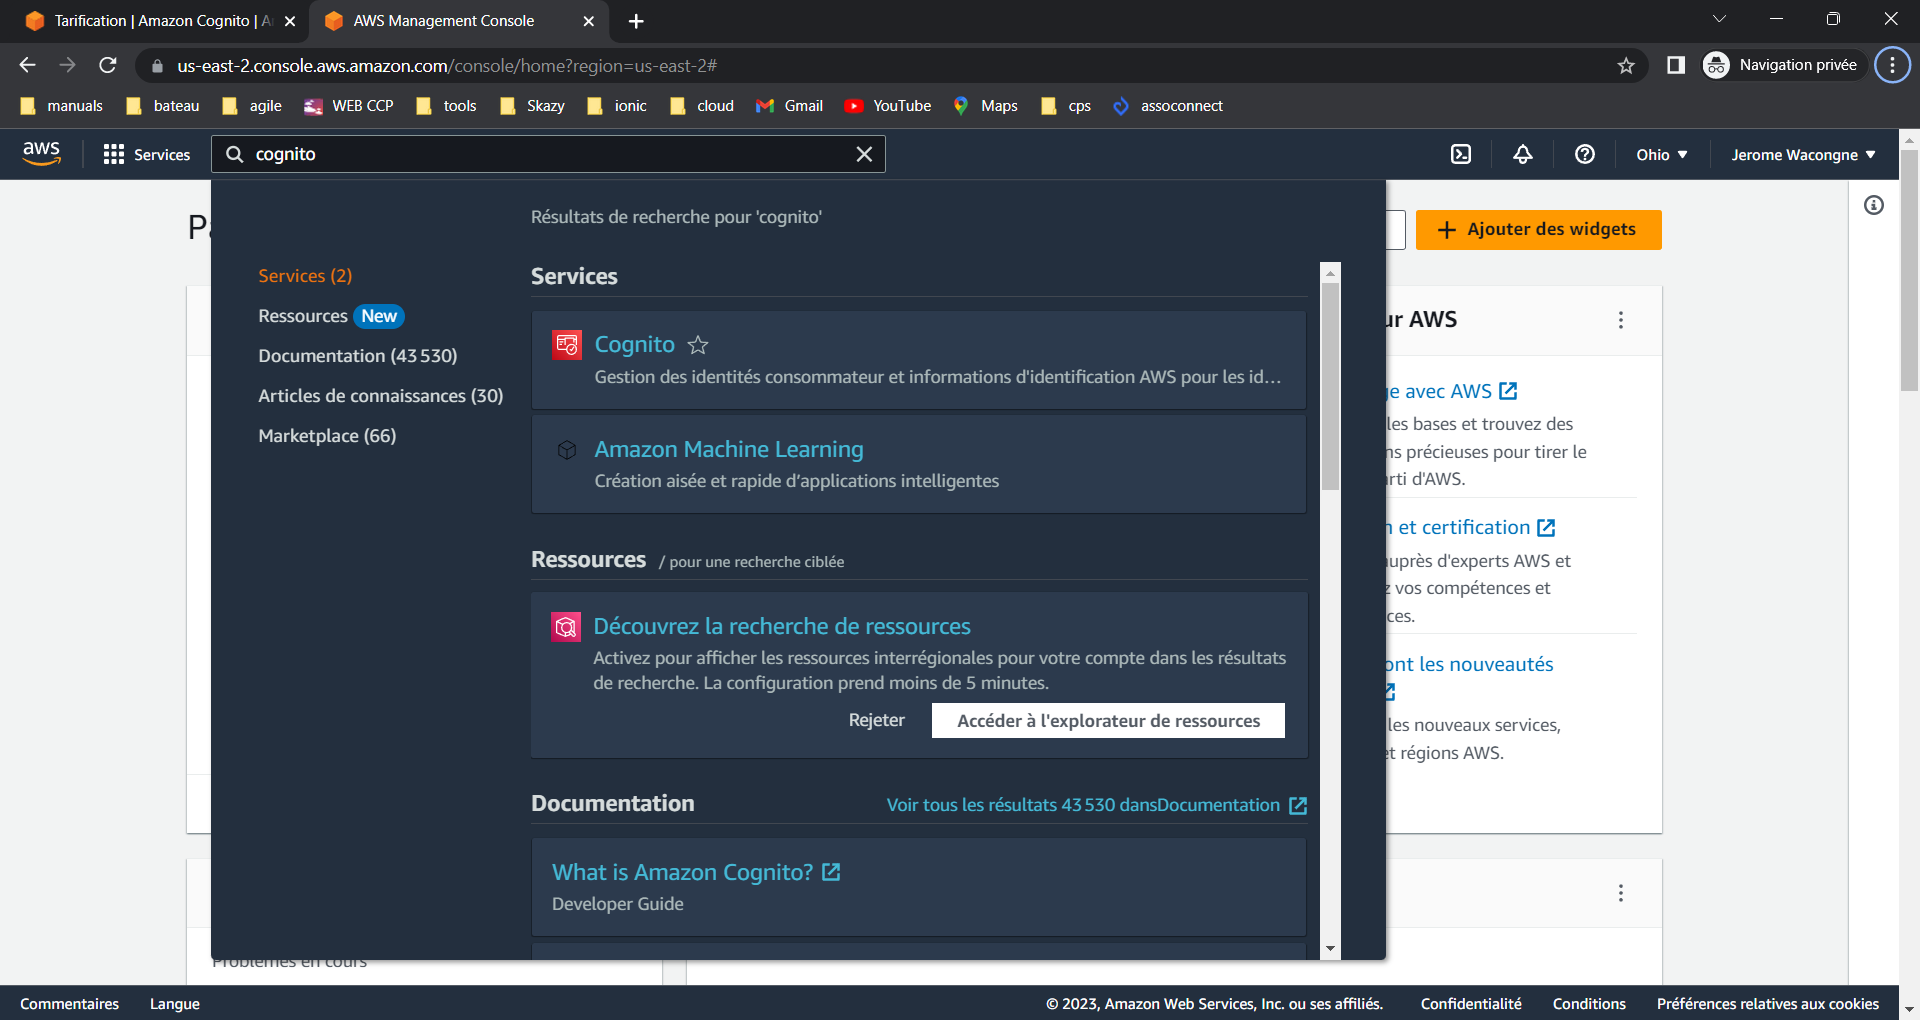 Tarification | Amazon Cognito | A
AWS Management Console
us-east-2.console.aws.amazon.com/console/home?region=us-east-2#
Navigation privée
manuals
bateau
agile
WEB CCP
tools
Skazy
ionic
cloud
Gmail
YouTube
Maps
cps
assoconnect
aws
Services
cognito
Ohio
Jerome Wacongne
Résultats de recherche pour 'cognito'
Ajouter des widgets
Services (2)
Ressources New
Documentation (43 530)
Articles de connaissances (30)
Marketplace (66)
Services
Cognito
Gestion des identités consommateur et informations d'identification AWS pour les id...
Amazon Machine Learning
Création aisée et rapide d'applications intelligentes
Ressources / pour une recherche ciblée
Découvrez la recherche de ressources
Activez pour afficher les ressources interrégionales pour votre compte dans les résultats
de recherche. La configuration prend moins de 5 minutes.
Rejeter
Accéder à l'explorateur de ressources
Documentation
Voir tous les résultats 43 530 dansDocumentation
What is Amazon Cognito?
Developer Guide
ur AWS
ge avec AWS
les bases et trouvez des
ns précieuses pour tirer le
rti d'AWS.
n et certification
auprès d'experts AWS et
z vos compétences et
ces.
ont les nouveautés
les nouveaux services,
et régions AWS.
Problèmes en cours
Commentaires
Langue
© 2023, Amazon Web Services, Inc. ou ses affiliés.
Confidentialité
Conditions
Préférences relatives aux cookies